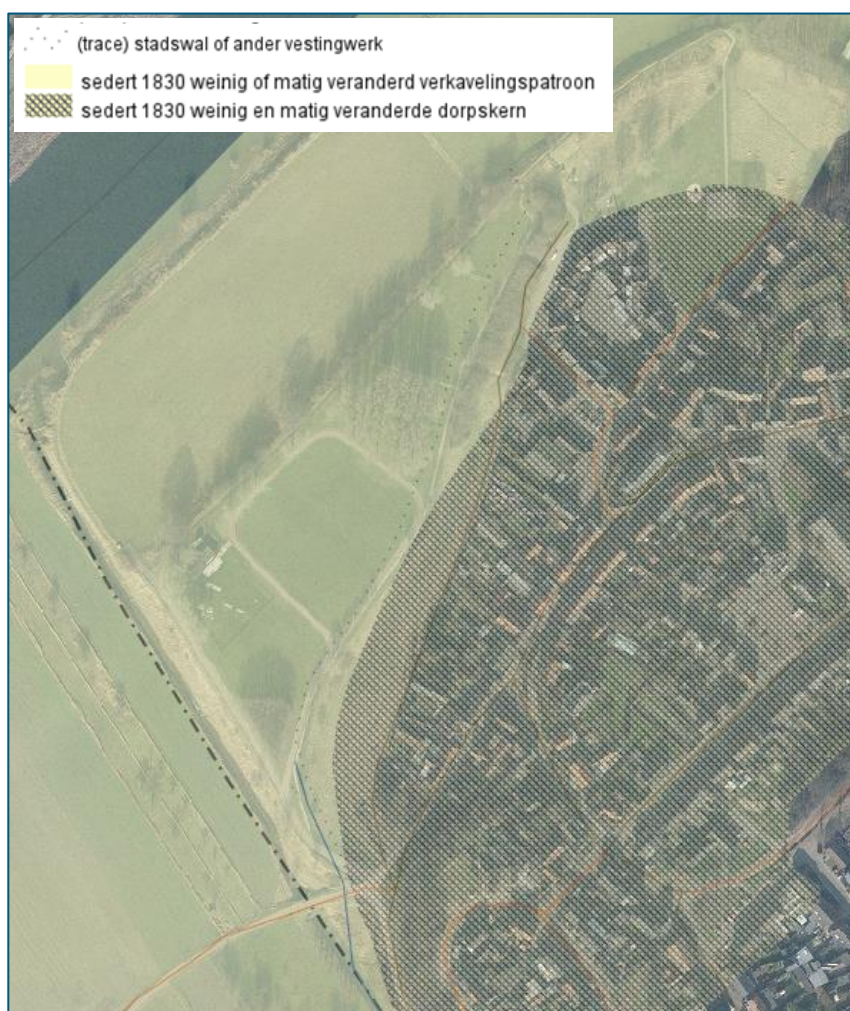 (trace) stadswal of ander vestingwerk
sedert 1830 weinig of matig veranderd verkavelingspatroon
sedert 1830 weinig en matig veranderde dorpskern